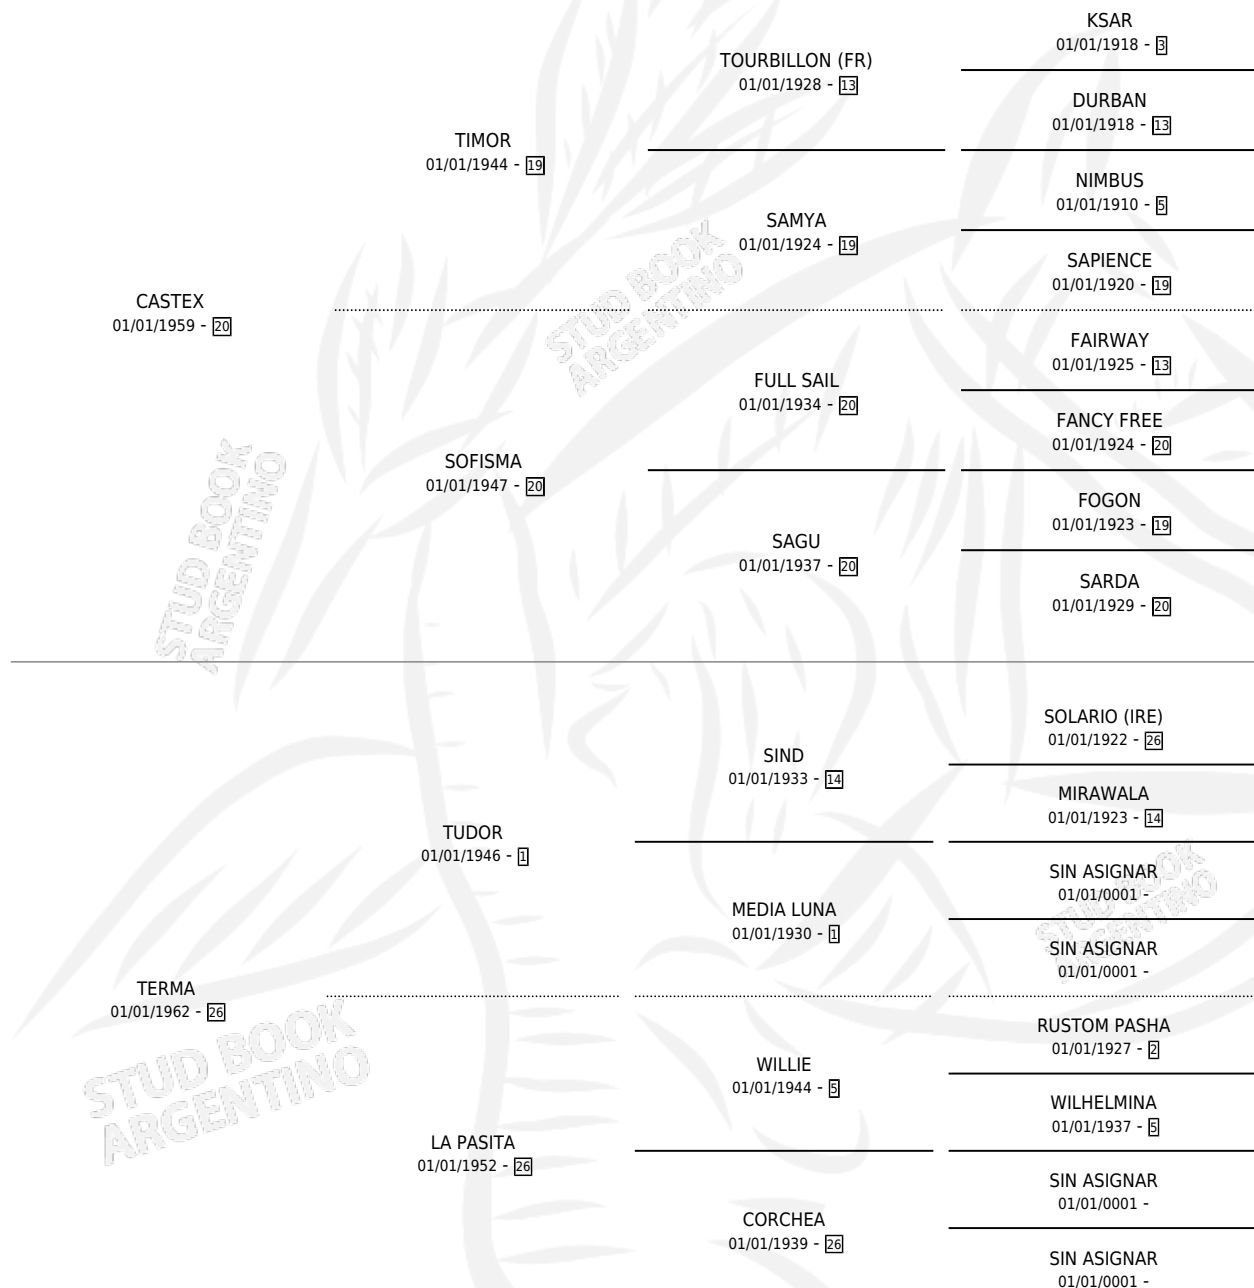 CASTEX
01/01/1959 - 20
TIMOR
01/01/1944 - 19
SOFISMA
01/01/1947 - 20
TOURBILLON (FR)
01/01/1928 - 13
SAMYA
01/01/1924 - 19
FULL SAIL
01/01/1934 - 20
SAGU
01/01/1937 - 20
KSAR
01/01/1918 - 3
DURBAN
01/01/1918 - 13
NIMBUS
01/01/1910 - 5
SAPIENCE
01/01/1920 - 19
FAIRWAY
01/01/1925 - 13
FANCY FREE
01/01/1924 - 20
FOGON
01/01/1923 - 19
SARDA
01/01/1929 - 20
TERMA
01/01/1962 - 26
TUDOR
01/01/1946 - 1
LA PASITA
01/01/1952 - 26
SIND
01/01/1933 - 14
MEDIA LUNA
01/01/1930 - 1
WILLIE
01/01/1944 - 5
CORCHEA
01/01/1939 - 26
SOLARIO (IRE)
01/01/1922 - 26
MIRAWALA
01/01/1923 - 14
SIN ASIGNAR
01/01/0001 -
SIN ASIGNAR
01/01/0001 -
RUSTOM PASHA
01/01/1927 - 2
WILHELMINA
01/01/1937 - 5
SIN ASIGNAR
01/01/0001 -
SIN ASIGNAR
01/01/0001 -
STUD BOOK
ARGENTINO
STUD BOOK
ARGENTINO
STUD BOOK
ARGENTINO
STUD BOOK
ARGENTINO